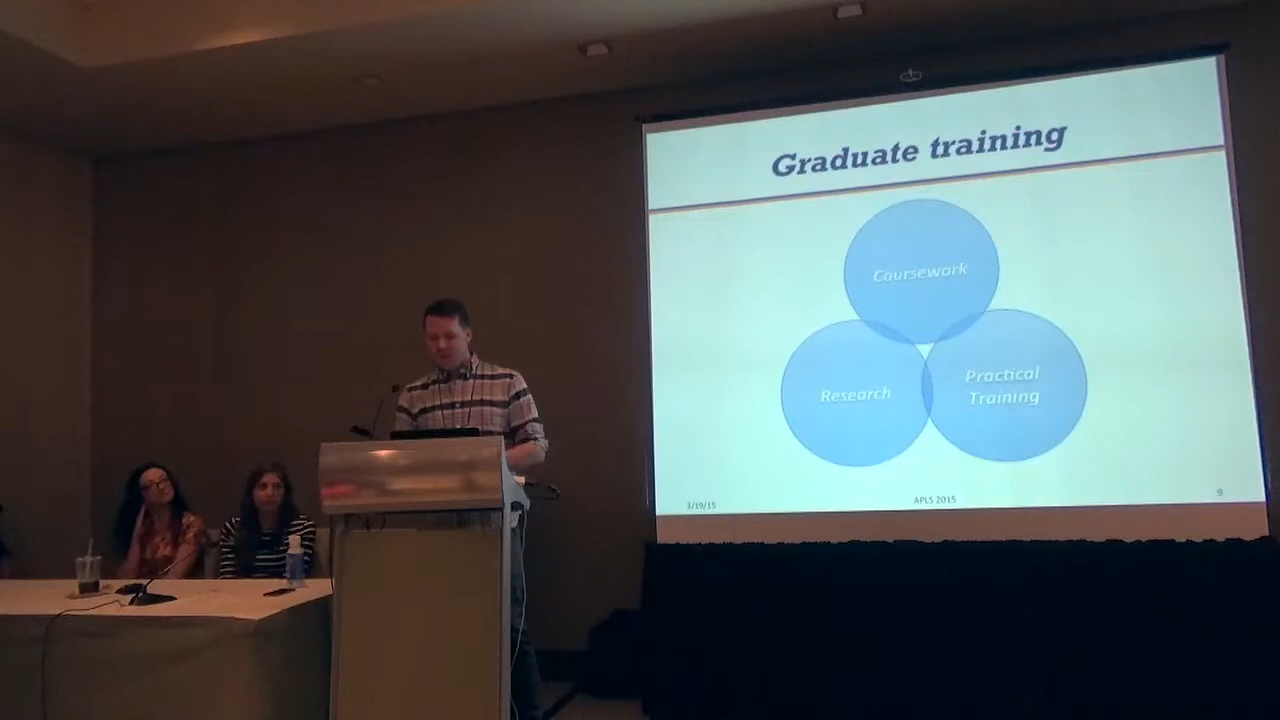 Graduate training
Coursework
Research
Practical
Training
3/19/15
APLS 2015
9